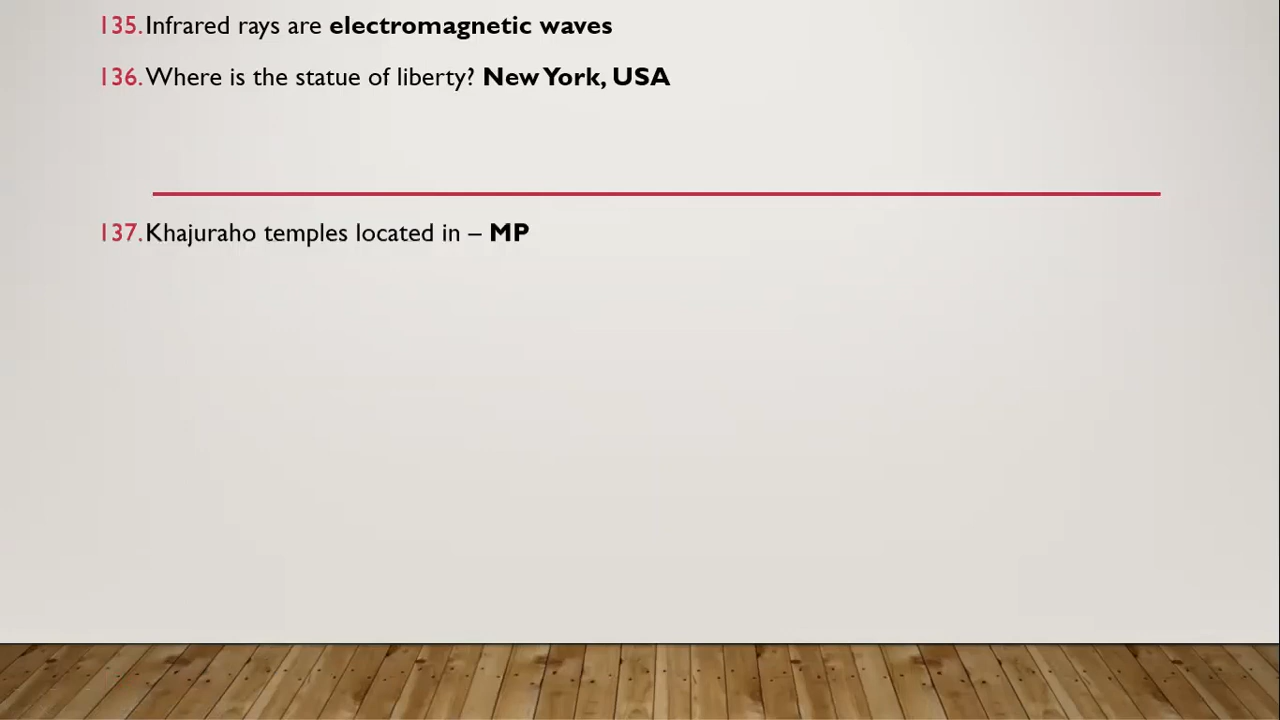 135. Infrared rays are electromagnetic waves
136. Where is the statue of liberty? New York, USA
137. Khajuraho temples located in – MP